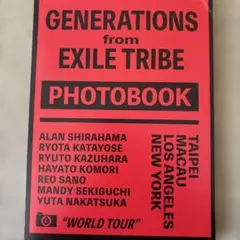 GENERATIONS
from
EXILE TRIBE
PHOTOBOOK
ALAN SHIRAHAMA
RYOTA KATAYOSE
RYUTO KAZUHARA
HAYATO KOMORI
REO SANO
MANDY SEKIGUCHI
YUTA NAKATSUKA
TAIPEI
MACAU
LOS ANGELES
NEW YORK
"WORLD TOUR"